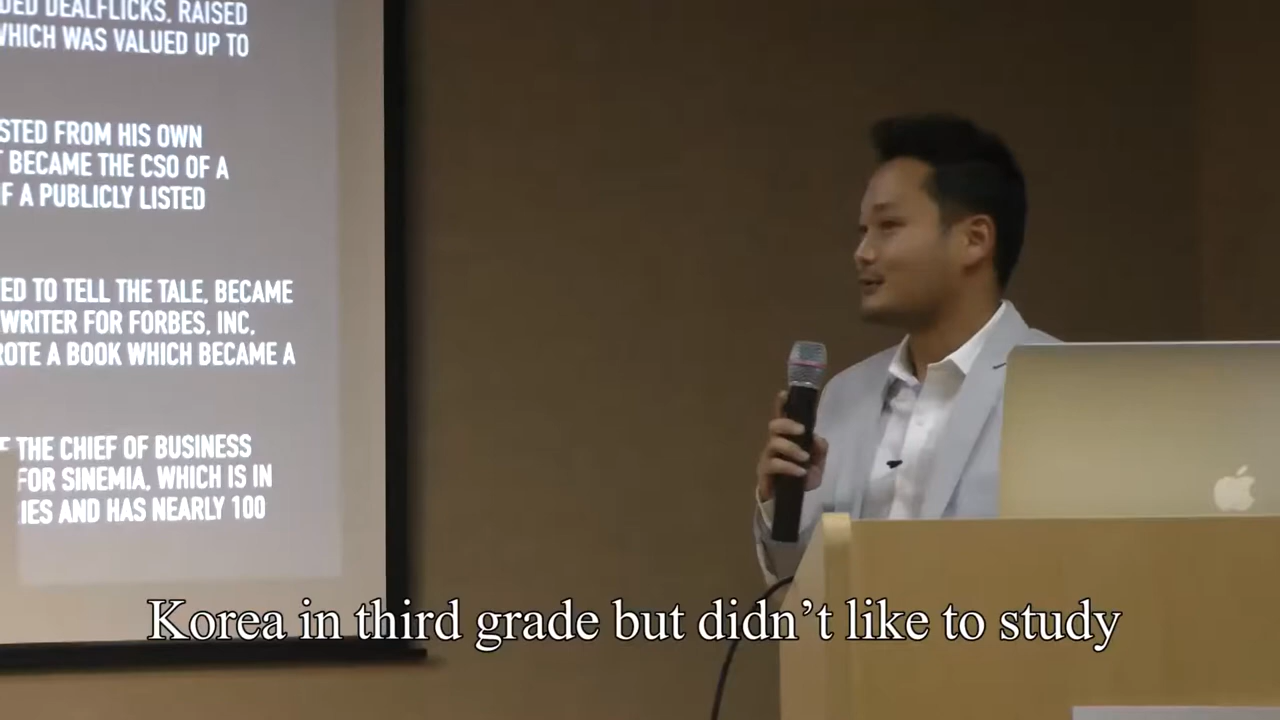 DED DEALFLICKS, RAISED
WHICH WAS VALUED UP TO
STED FROM HIS OWN
T BECAME THE CSO OF A
F A PUBLICLY LISTED
ED TO TELL THE TALE, BECAME
WRITER FOR FORBES, INC,
ROTE A BOOK WHICH BECAME A
F THE CHIEF OF BUSINESS
FOR SINEMIA, WHICH IS IN
IES AND HAS NEARLY 100
Korea in third grade but didn’t like to study